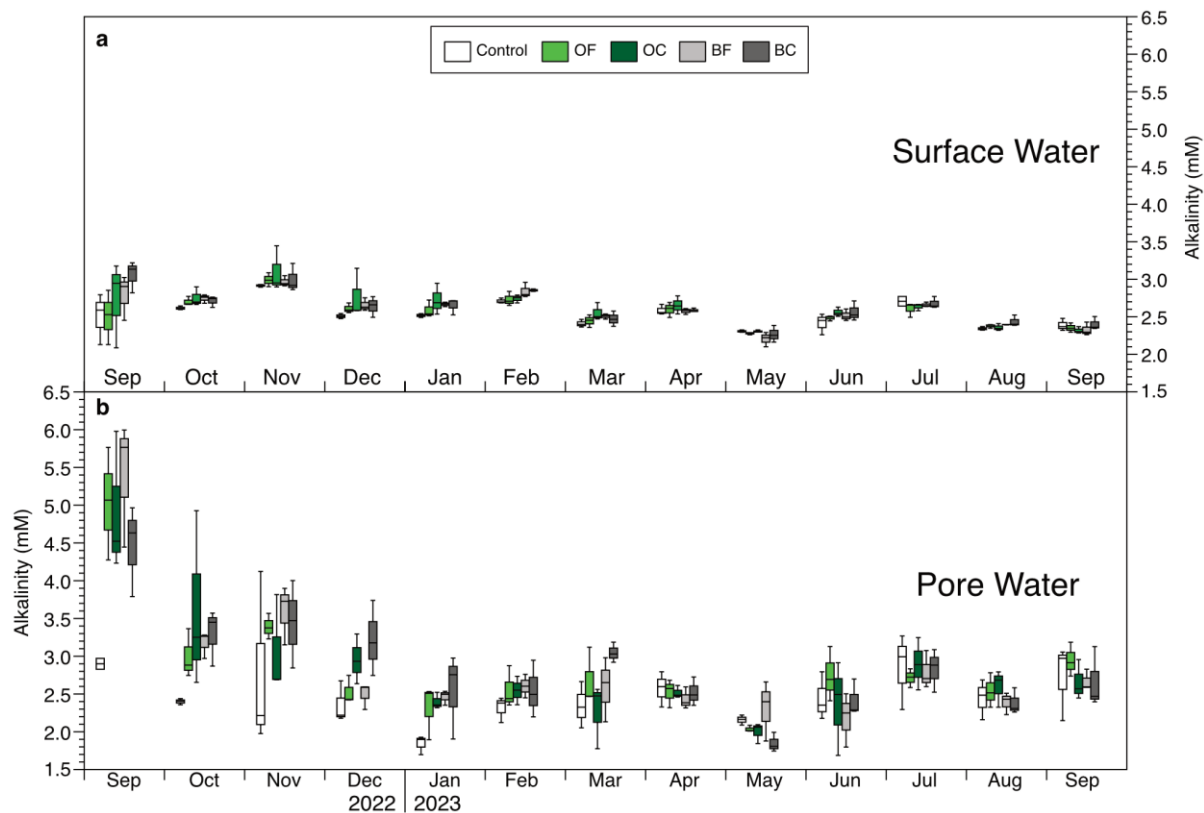 a
Control OF OC BF BC
6.5
6.0
5.5
5.0
4.5
4.0
3.5
3.0
2.5
2.0
1.5
Alkalinity (mM)
Surface Water
Sep Oct Nov Dec Jan Feb Mar Apr May Jun Jul Aug Sep
b
6.5
6.0
5.5
5.0
4.5
4.0
3.5
3.0
2.5
2.0
1.5
Alkalinity (mM)
Pore Water
Sep Oct Nov Dec Jan Feb Mar Apr May Jun Jul Aug Sep
2022 2023